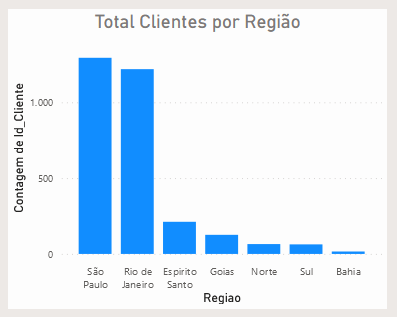 Total Clientes por Região
Contagem de Id_Cliente
1.000
500
0
São Paulo
Rio de Janeiro
Espirito Santo
Goias
Norte
Sul
Bahia
Regiao